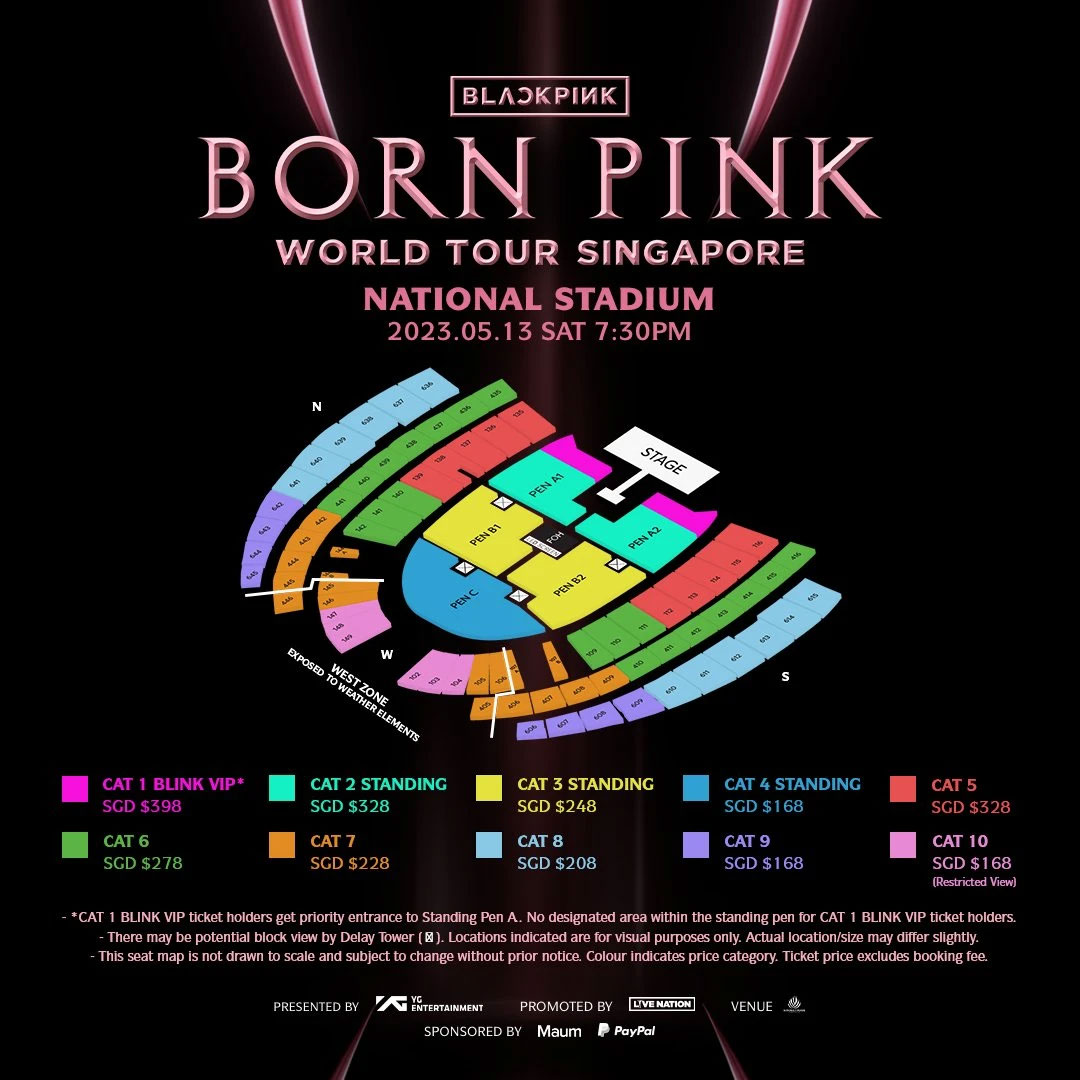 BLACKPINK
BORN PINK
WORLD TOUR SINGAPORE
NATIONAL STADIUM
2023.05.13 SAT 7:30PM
N
636
637
638
639
640
641
642
643
644
645
435
436
437
438
439
440
441
442
443
445
446
135
136
137
138
139
140
141
142
STAGE
PEN A1
PEN A2
PEN B1
FOH
LED SCREEN
PEN B2
PEN C
145
146
147
148
149
W
WEST ZONE
EXPOSED TO WEATHER ELEMENTS
102
103
104
105
106
109
110
111
112
113
114
115
116
405
406
407
408
409
410
411
412
413
414
415
416
606
607
608
609
610
611
612
613
614
615
S
CAT 1 BLINK VIP*
SGD $398
CAT 2 STANDING
SGD $328
CAT 3 STANDING
SGD $248
CAT 4 STANDING
SGD $168
CAT 5
SGD $328
CAT 6
SGD $278
CAT 7
SGD $228
CAT 8
SGD $208
CAT 9
SGD $168
CAT 10
SGD $168
(Restricted View)
- *CAT 1 BLINK VIP ticket holders get priority entrance to Standing Pen A.. No designated area within the standing pen for CAT 1 BLINK VIP ticket holders.
- There may be potential block view by Delay Tower (☒). Locations indicated are for visual purposes only. Actual location/size may differ slightly.
- This seat map is not drawn to scale and subject to change without prior notice. Colour indicates price category. Ticket price excludes booking fee.
PRESENTED BY YG ENTERTAINMENT PROMOTED BY LIVE NATION VENUE
SPONSORED BY Maum PayPal